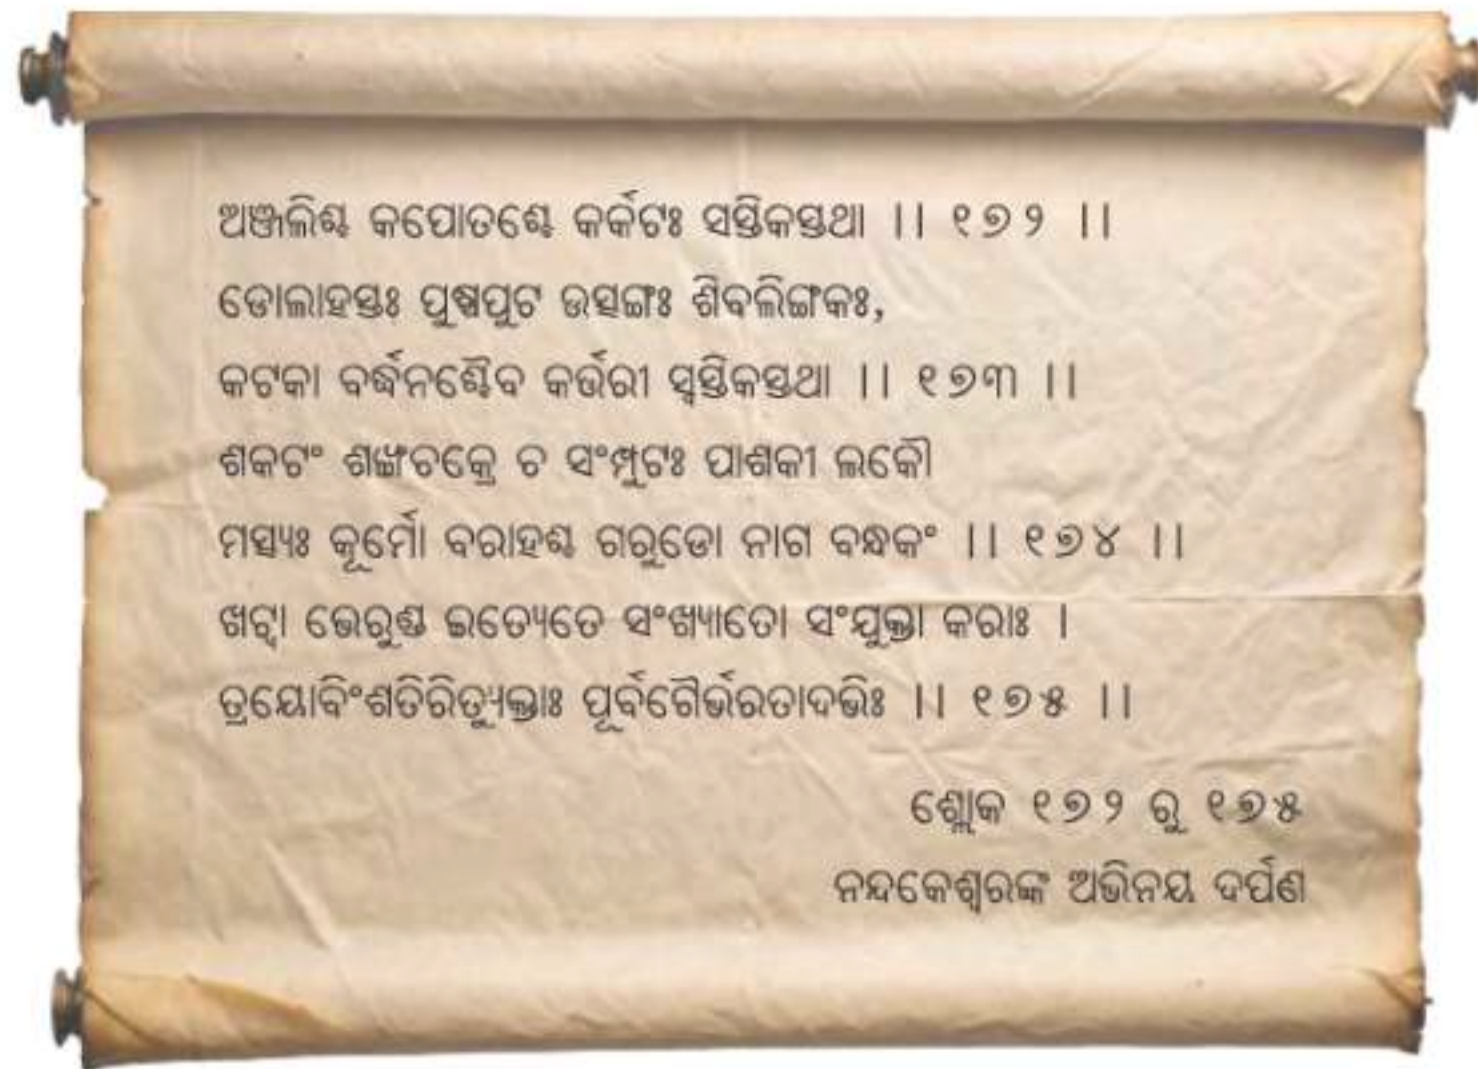 ଅଞ୍ଜଲିଶ୍ଚ କପୋତଶ୍ଚେ କର୍କଟଃ ସସ୍ତିକସ୍ତଥା || ୧୭୨ ||
ଡୋଲାହସ୍ତଃ ପୁଷ୍ପପୁଟ ଉତ୍ସଙ୍ଗଃ ଶିବଲିଙ୍ଗକଃ,
କଟକା ବର୍ଦ୍ଧନଶ୍ଚୈବ କର୍ତ୍ତରୀ ସ୍ୱସ୍ତିକସ୍ତଥା || ୧୭୩ ||
ଶକଟଂ ଶଙ୍ଖଚକ୍ରେ ଚ ସଂମ୍ପୁଟଃ ପାଶକୀ ଲକୌ
ମତ୍ସ୍ୟଃ କୂର୍ମୋ ବରାହଶ୍ଚ ଗରୁଡୋ ନାଗ ବନ୍ଧକଂ || ୧୭୪ ||
ଖଟ୍ୱା ଭେରୁଣ୍ଡ ଇତ୍ୟେତେ ସଂଖ୍ୟାତୋ ସଂଯୁକ୍ତା କରାଃ |
ତ୍ରୟୋବିଂଶତିରିତ୍ୟୁକ୍ତାଃ ପୂର୍ବଗୈର୍ଭରତାଦଭିଃ || ୧୭୫ ||
ଶ୍ଳୋକ ୧୭୨ ରୁ ୧୭୫
ନନ୍ଦକେଶ୍ୱରଙ୍କ ଅଭିନୟ ଦର୍ପଣ